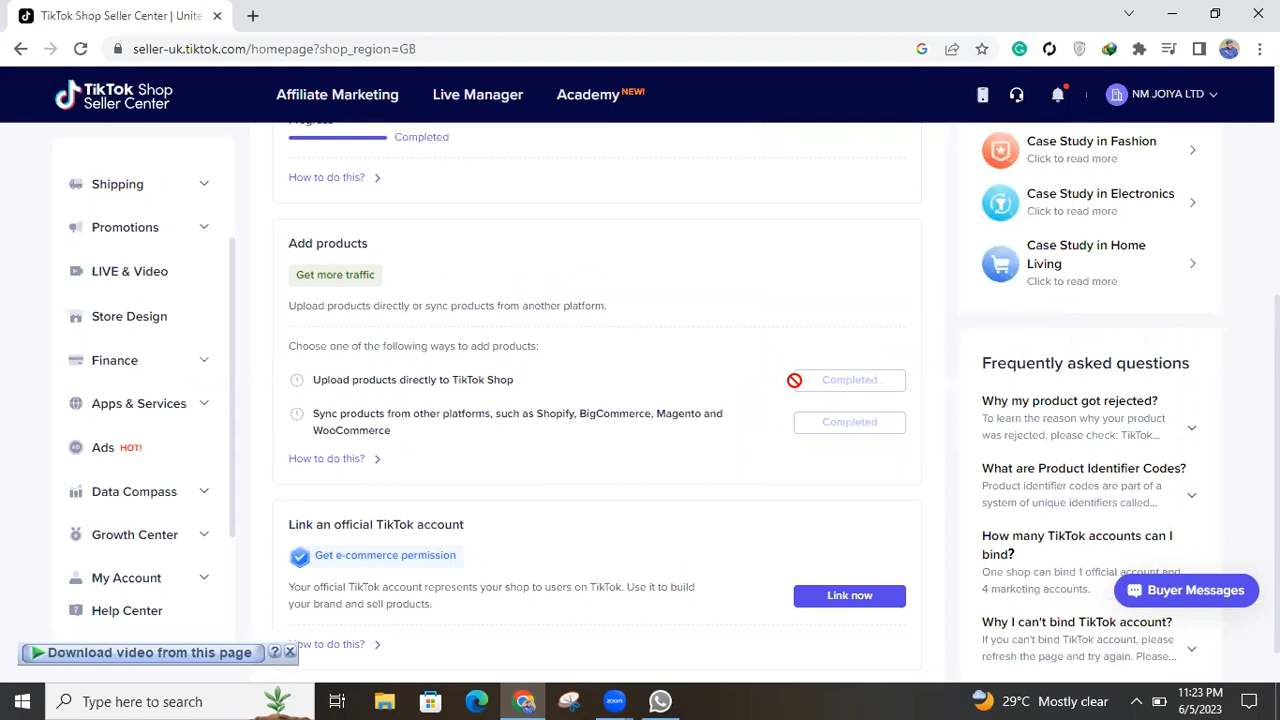 TikTok Shop Seller Center | Unite
seller-uk.tiktok.com/homepage?shop_region=GB
TikTok Shop
Seller Center
Affiliate Marketing
Live Manager
Academy NEW!
NM JOIYA LTD
Shipping
Promotions
LIVE & Video
Store Design
Finance
Apps & Services
Ads HOT!
Data Compass
Growth Center
My Account
Help Center
Progress
Completed
How to do this?
Add products
Get more traffic
Upload products directly or sync products from another platform.
Choose one of the following ways to add products:
Upload products directly to TikTok Shop
Completed
Sync products from other platforms, such as Shopify, BigCommerce, Magento and
WooCommerce
Completed
How to do this?
Link an official TikTok account
Get e-commerce permission
Your official TikTok account represents your shop to users on TikTok. Use it to build
your brand and sell products.
Link now
How to do this?
Case Study in Fashion
Click to read more
Case Study in Electronics
Click to read more
Case Study in Home
Living
Click to read more
Frequently asked questions
Why my product got rejected?
To learn the reason why your product
was rejected, please check: TikTok...
What are Product Identifier Codes?
Product identifier codes are part of a
system of unique identifiers called...
How many TikTok accounts can I
bind?
One shop can bind 1 official account and
4 marketing accounts.
Buyer Messages
Why I can't bind TikTok account?
If you can't bind TikTok account, please
refresh the page and try again. Please...
Download video from this page
Type here to search
zoom
29°C Mostly clear
11:23 PM
6/5/2023